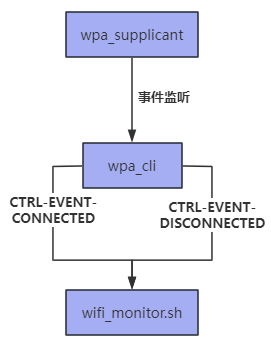 wpa_supplicant
事件监听
wpa_cli
CTRL-EVENT-
CONNECTED
CTRL-EVENT-
DISCONNECTED
wifi_monitor.sh